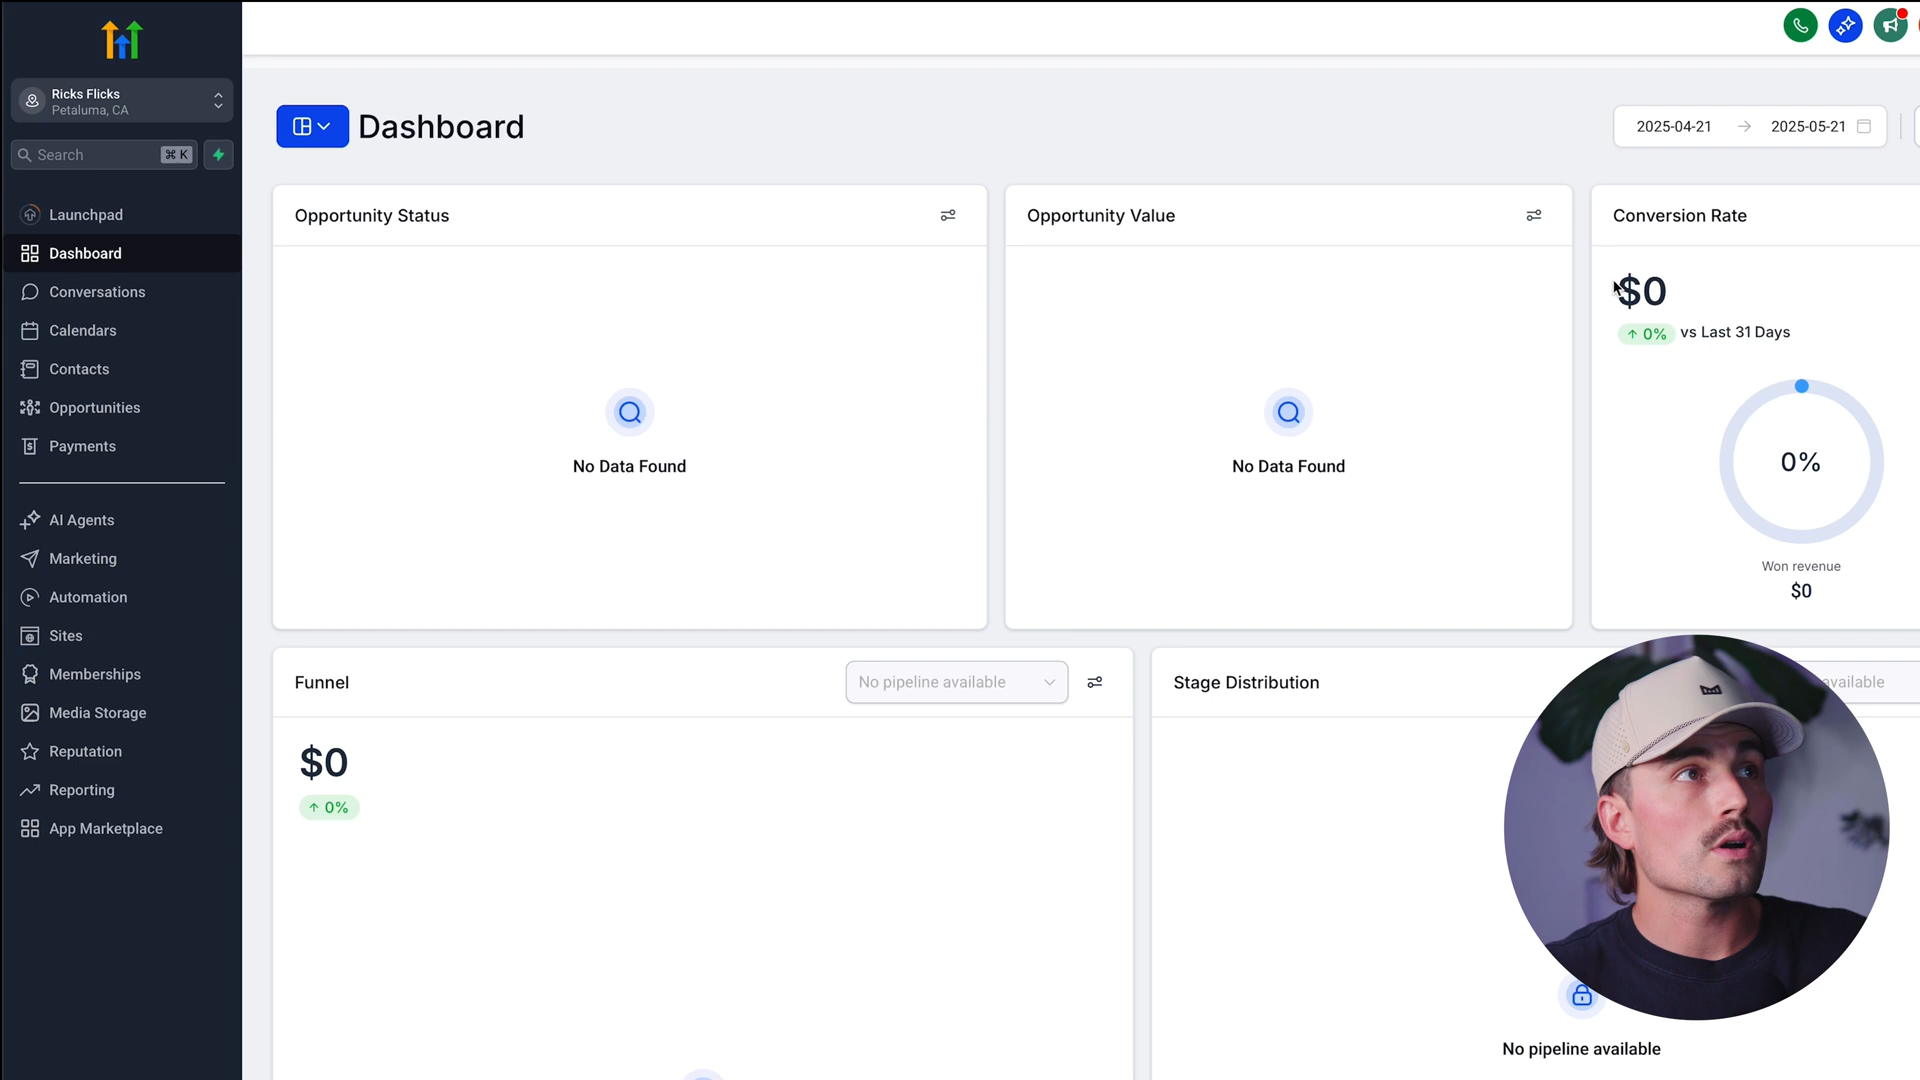 Ricks Flicks
Petaluma, CA
Search
⌘ K
Launchpad
Dashboard
Conversations
Calendars
Contacts
Opportunities
Payments
AI Agents
Marketing
Automation
Sites
Memberships
Media Storage
Reputation
Reporting
App Marketplace
Dashboard
2025-04-21 → 2025-05-21
Opportunity Status
No Data Found
Opportunity Value
No Data Found
Conversion Rate
$0
↑ 0% vs Last 31 Days
0%
Won revenue
$0
Funnel
No pipeline available
$0
↑ 0%
Stage Distribution
available
No pipeline available